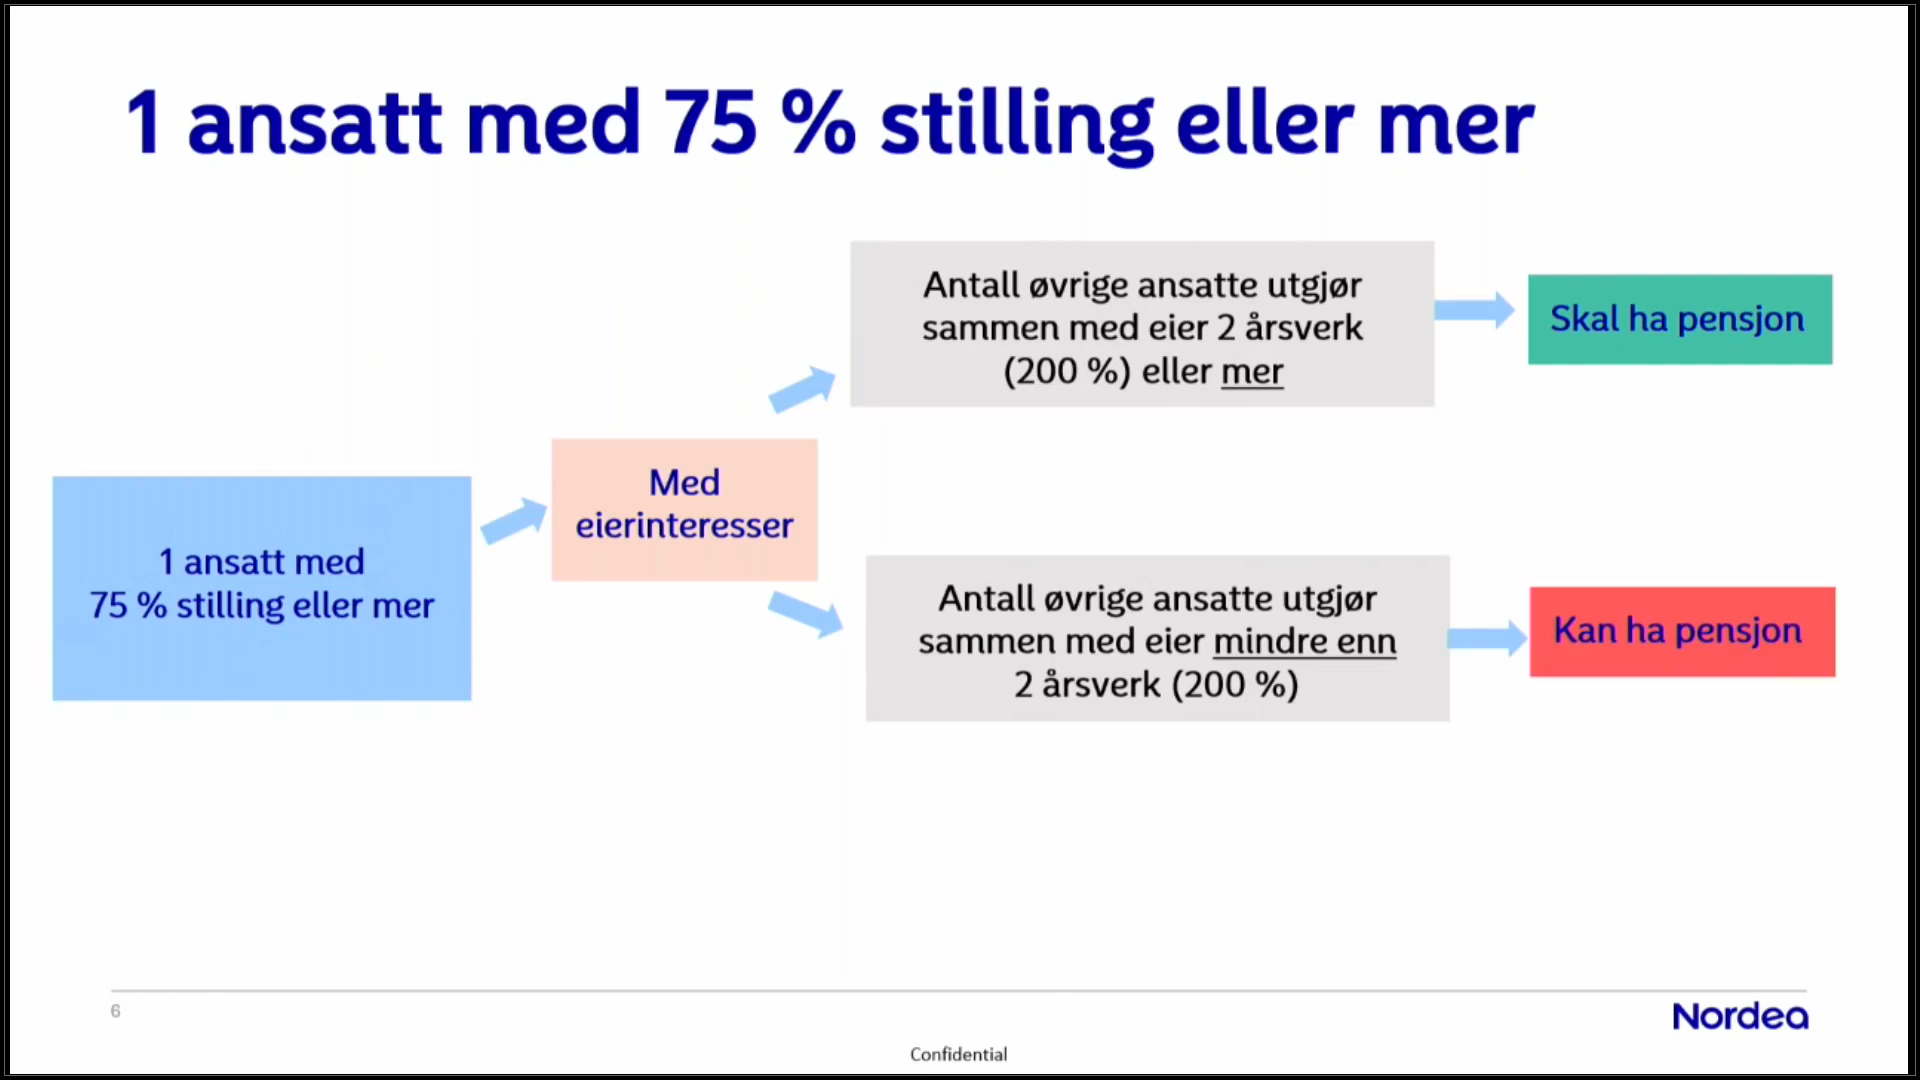 1 ansatt med 75 % stilling eller mer
Antall øvrige ansatte utgjør
sammen med eier 2 årsverk
(200 %) eller mer
Skal ha pensjon
Med
eierinteresser
1 ansatt med
75 % stilling eller mer
Antall øvrige ansatte utgjør
sammen med eier mindre enn
2 årsverk (200 %)
Kan ha pensjon
6
Nordea
Confidential